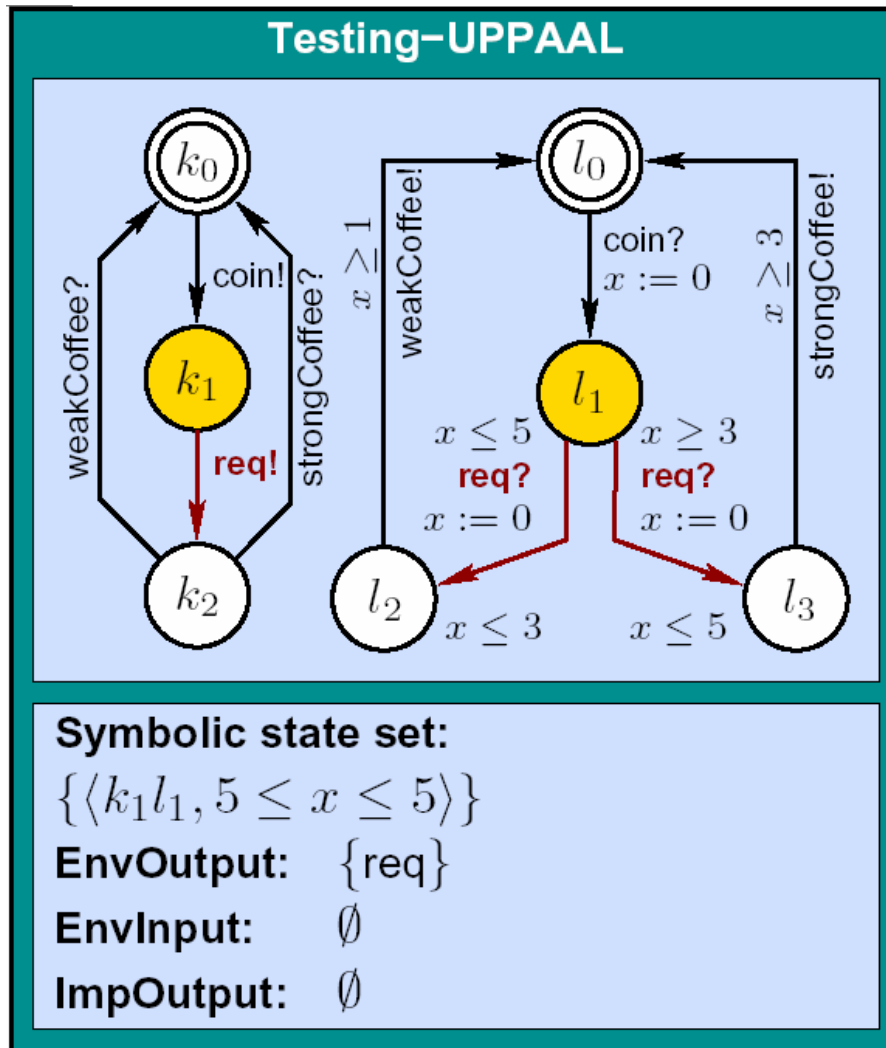 Testing-UPPAAL
k₀
l₀
weakCoffee?
coin!
strongCoffee?
x ≥ 1
weakCoffee!
coin?
x := 0
x ≥ 3
strongCoffee!
k₁
l₁
req!
x ≤ 5
req?
x := 0
x ≥ 3
req?
x := 0
k₂
l₂
x ≤ 3
x ≤ 5
l₃
Symbolic state set:
{⟨k₁l₁, 5 ≤ x ≤ 5⟩}
EnvOutput: {req}
EnvInput: ∅
ImpOutput: ∅